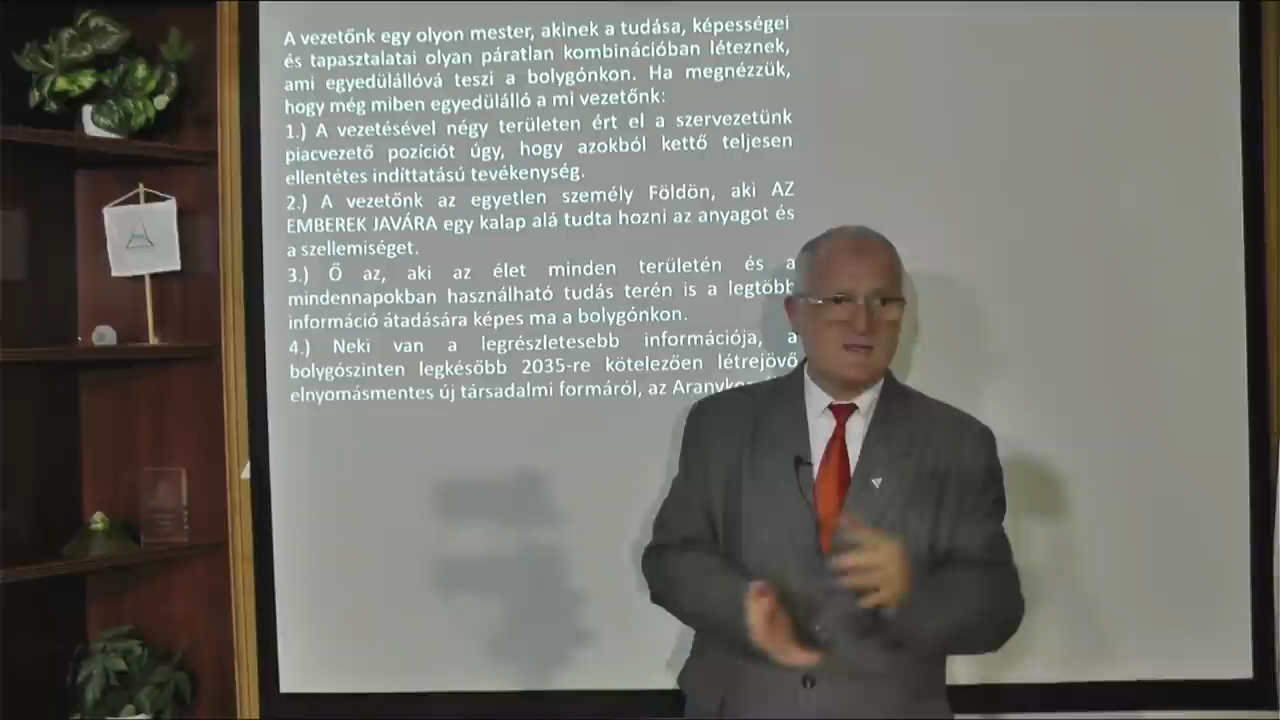 A vezetőnk egy olyon mester, akinek a tudása, képességei
és tapasztalatai olyan páratlan kombinációban léteznek,
ami egyedülállóvá teszi a bolygónkon. Ha megnézzük,
hogy még miben egyedülálló a mi vezetőnk:
1.) A vezetésével négy területen ért el a szervezetünk
piacvezető pozíciót úgy, hogy azokból kettő teljesen
ellentétes indíttatású tevékenység.
2.) A vezetőnk az egyetlen személy Földön, aki AZ
EMBEREK JAVÁRA egy kalap alá tudta hozni az anyagot és
a szellemiséget.
3.) Ő az, aki az élet minden területén és a
mindennapokban használható tudás terén is a legtöbb
információ átadására képes ma a bolygónkon.
4.) Neki van a legrészletesebb információja, a
bolygószinten legkésőbb 2035-re kötelezően létrejövő
elnyomásmentes új társadalmi formáról, az